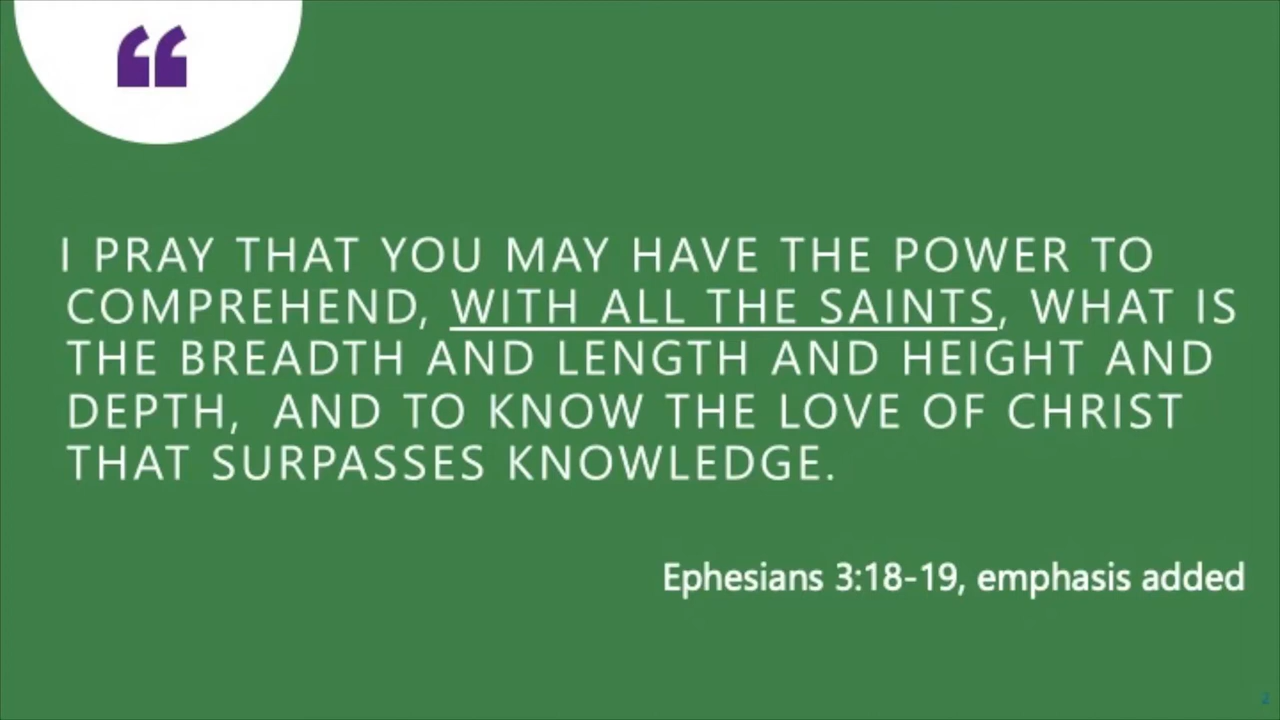 “
I PRAY THAT YOU MAY HAVE THE POWER TO
COMPREHEND, WITH ALL THE SAINTS, WHAT IS
THE BREADTH AND LENGTH AND HEIGHT AND
DEPTH,  AND TO KNOW THE LOVE OF CHRIST
THAT SURPASSES KNOWLEDGE.
Ephesians 3:18-19, emphasis added
2